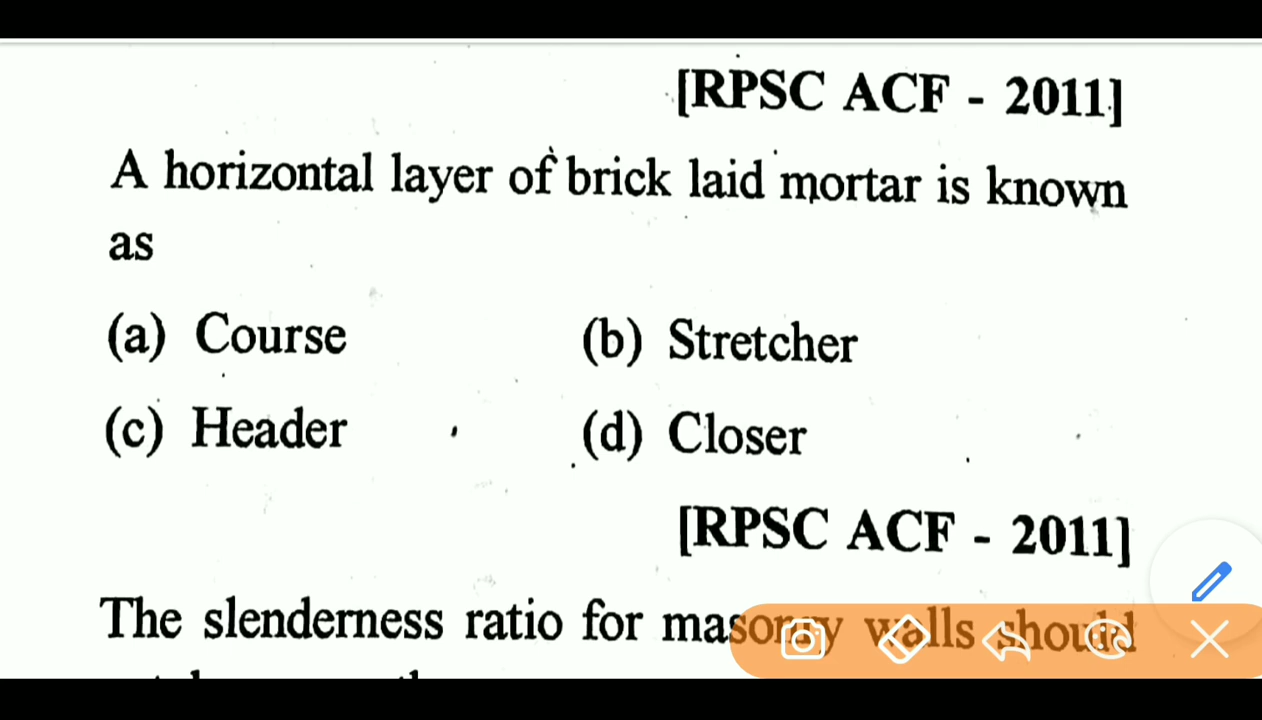 [RPSC ACF - 2011]
A horizontal layer of brick laid mortar is known
as
(a) Course (b) Stretcher
(c) Header (d) Closer
[RPSC ACF - 2011]
The slenderness ratio for masonry walls should